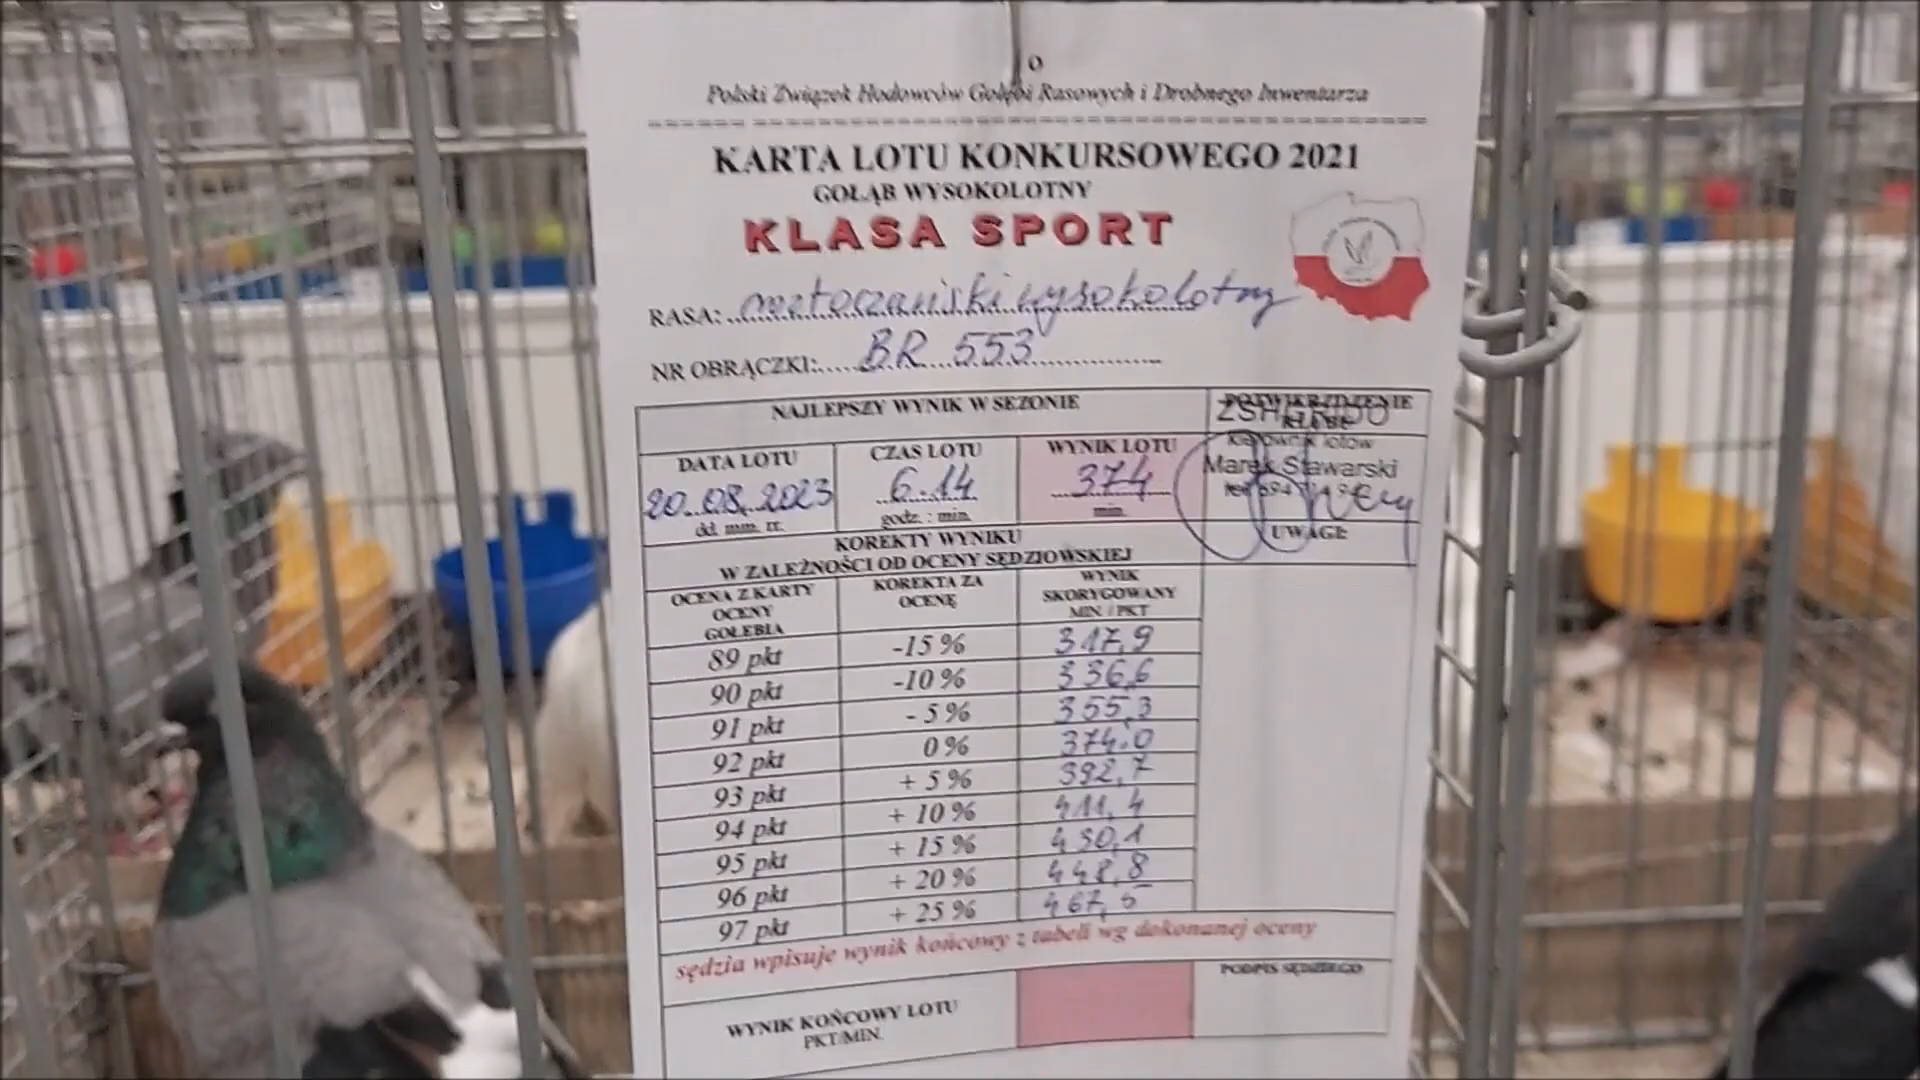 Polski Związek Hodowców Gołębi Rasowych i Drobnego Inwentarza
KARTA LOTU KONKURSOWEGO 2021
GOŁĄB WYSOKOLOTNY
KLASA SPORT
RASA: wysokolotny
NR OBRĄCZKI: BR 553
NAJLEPSZY WYNIK W SEZONIE
POTWIERDZENIE
Kierownik lotów
Marek Stawarski
DATA LOTU CZAS LOTU WYNIK LOTU
20.08.2023 6:14 374
dd. mm. rr. godz. : min. min.
UWAGI:
KOREKTY WYNIKU
W ZALEŻNOŚCI OD OCENY SĘDZIOWSKIEJ
OCENA Z KARTY OCENY GOŁĘBIA KOREKTA ZA OCENĘ WYNIK SKORYGOWANY MIN. / PKT
89 pkt -15 % 317,9
90 pkt -10 % 336,6
91 pkt - 5 % 355,3
92 pkt 0 % 374.0
93 pkt + 5 % 392,7
94 pkt + 10 % 411,4
95 pkt + 15 % 430,1
96 pkt + 20 % 448,8
97 pkt + 25 % 467,5
sędzia wpisuje wynik końcowy z tabeli wg dokonanej oceny
WYNIK KOŃCOWY LOTU
PKT/MIN.
PODPIS SĘDZIEGO